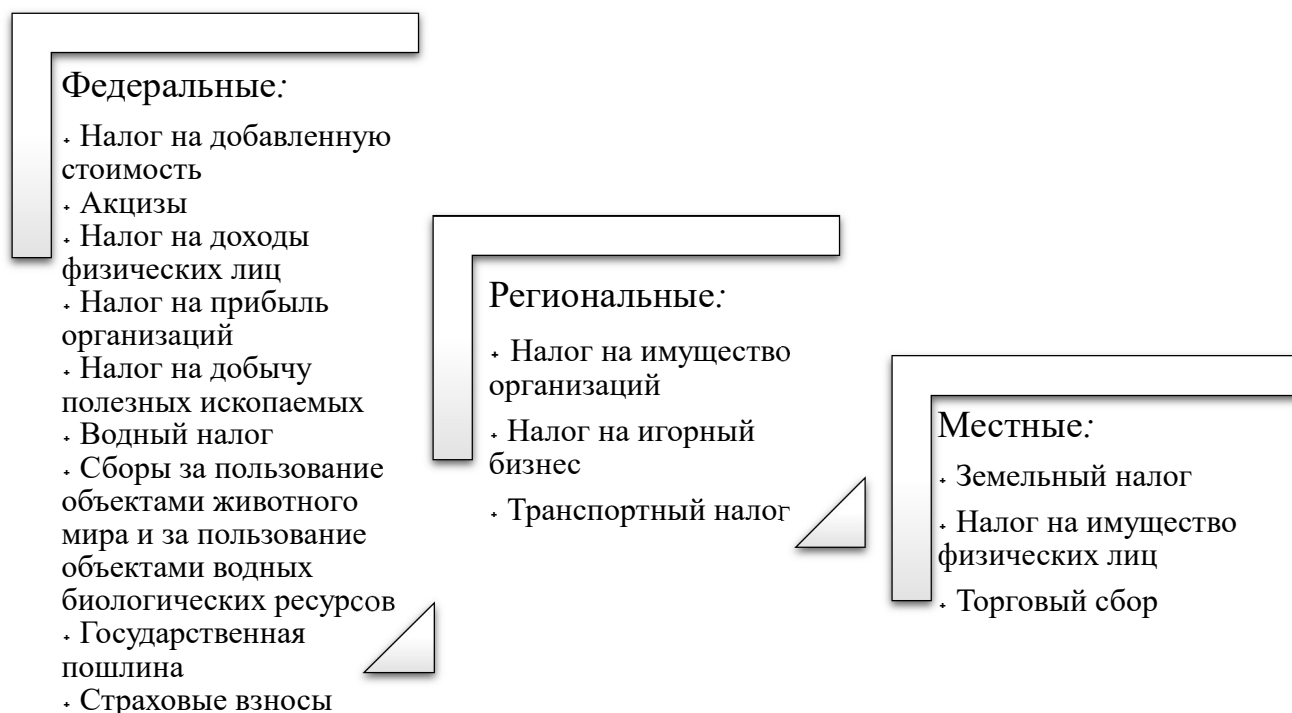 Федеральные:
+ Налог на добавленную
стоимость
+ Акцизы
+ Налог на доходы
физических лиц
+ Налог на прибыль
организаций
+ Налог на добычу
полезных ископаемых
+ Водный налог
+ Сборы за пользование
объектами животного
мира и за пользование
объектами водных
биологических ресурсов
+ Государственная
пошлина
+ Страховые взносы
Региональные:
+ Налог на имущество
организаций
+ Налог на игорный
бизнес
+ Транспортный налог
Местные:
+ Земельный налог
+ Налог на имущество
физических лиц
+ Торговый сбор